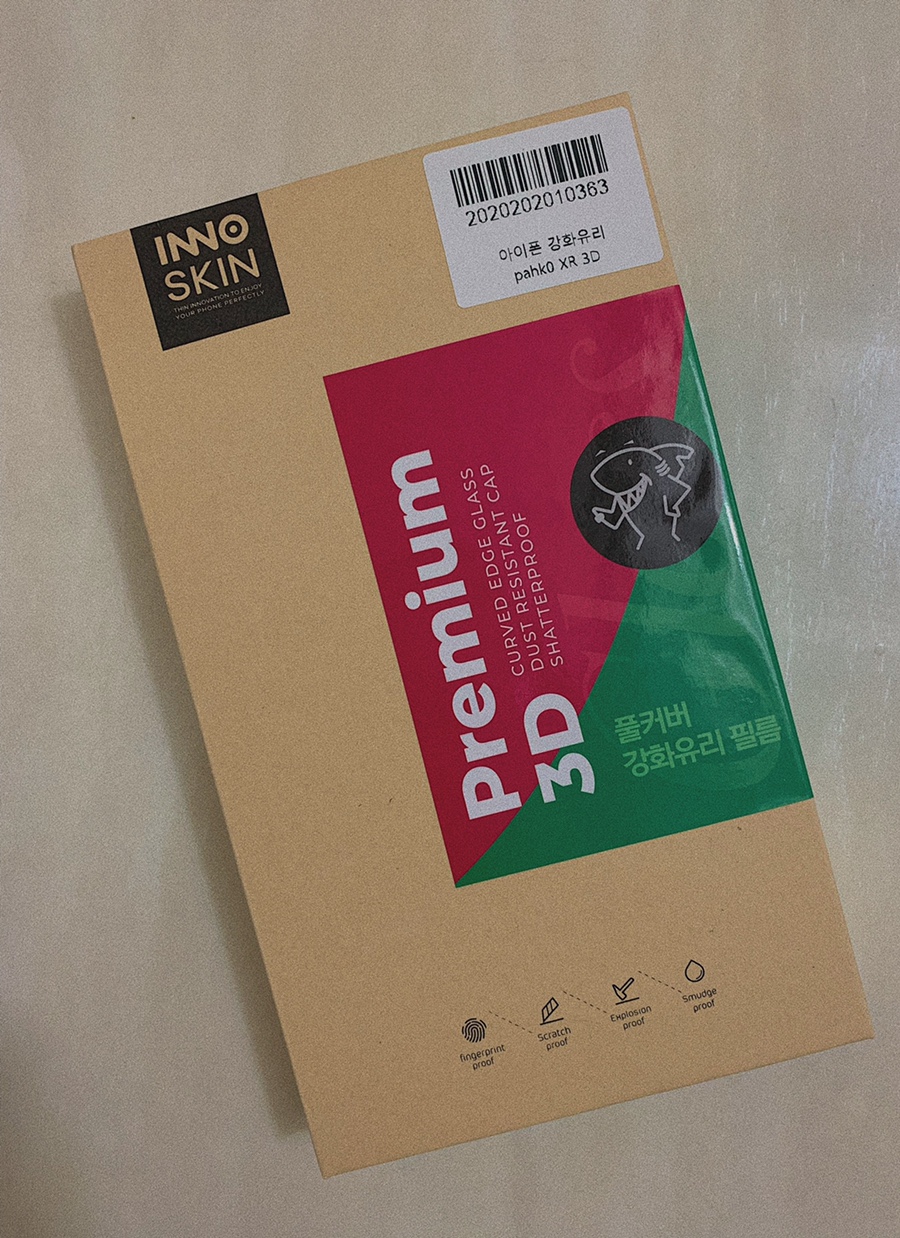 INNO
SKIN
THIN INNOVATION TO ENJOY
YOUR PHONE PERFECTLY
2020202010363
아이폰 강화유리
pahk0 XR 3D
Premium
3D
CURVED EDGE GLASS
DUST RESISTANT CAP
SHATTERPROOF
풀커버
강화유리 필름
fingerprint
proof
Scratch
proof
Explosion
proof
Smudge
proof